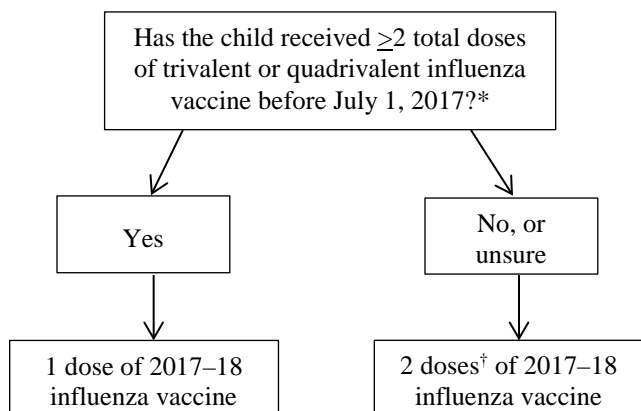 Has the child received ≥2 total doses
of trivalent or quadrivalent influenza
vaccine before July 1, 2017?*
Yes
No, or
unsure
1 dose of 2017–18
influenza vaccine
2 doses† of 2017–18
influenza vaccine